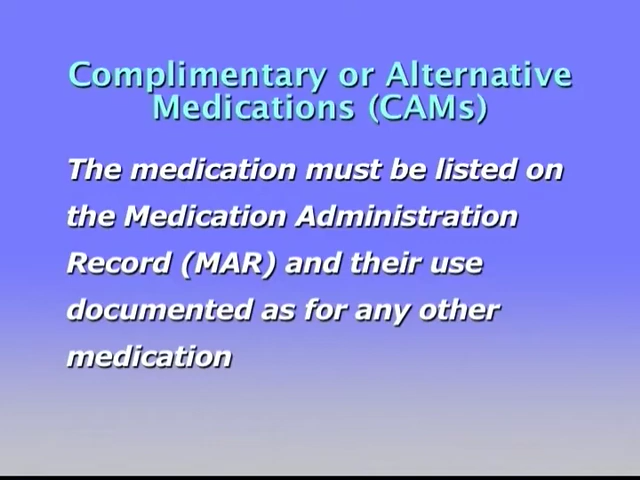 Complimentary or Alternative
Medications (CAMs)
The medication must be listed on
the Medication Administration
Record (MAR) and their use
documented as for any other
medication